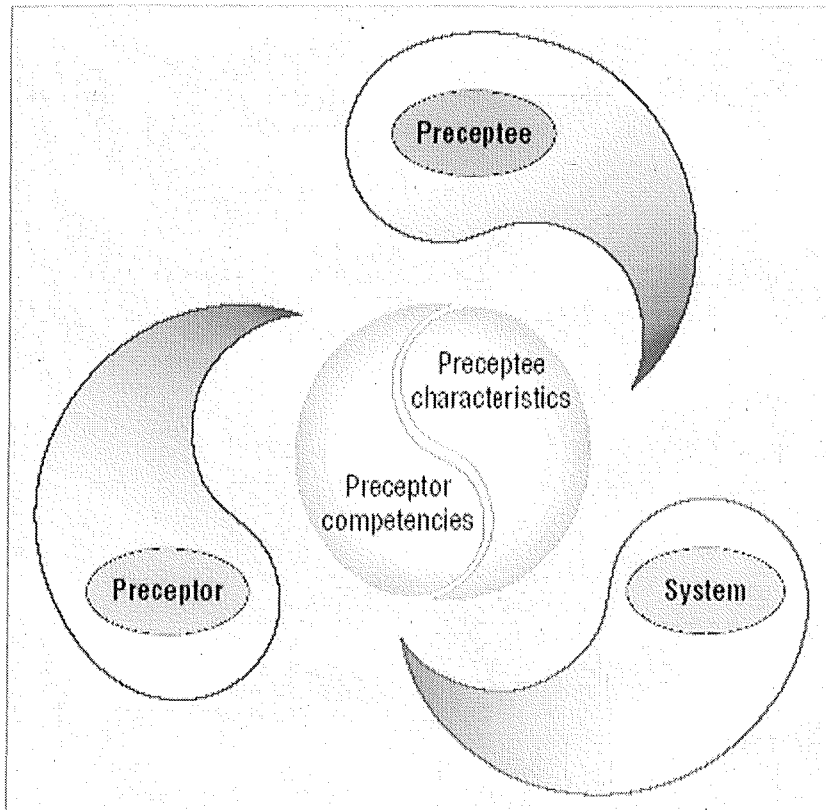 Preceptee
Preceptee
characteristics
Preceptor
competencies
Preceptor
System